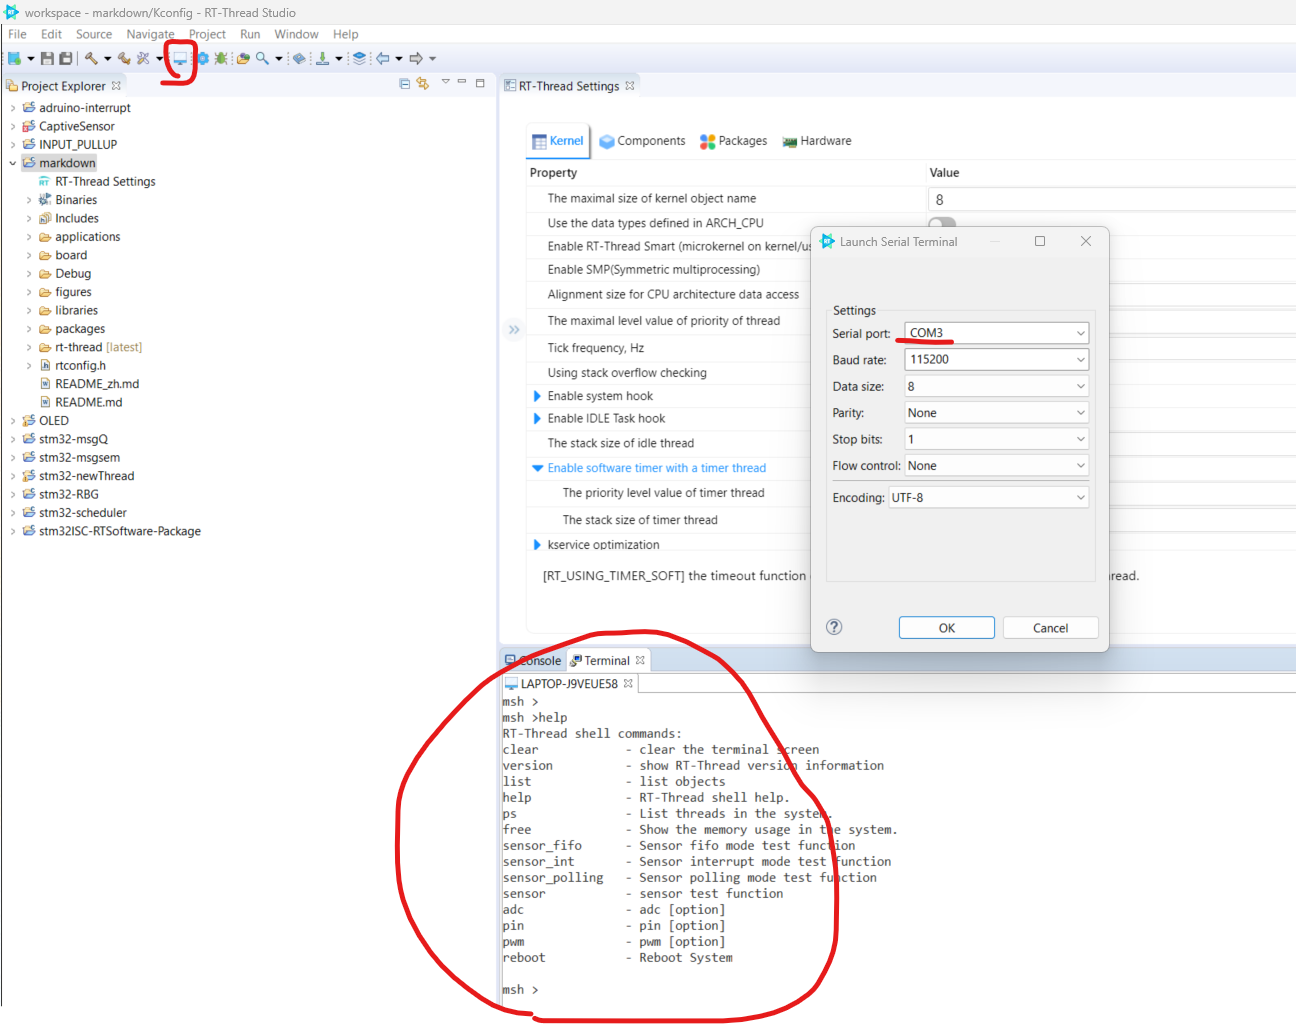 workspace - markdown/Kconfig - RT-Thread Studio
File Edit Source Navigate Project Run Window Help
Project Explorer
adruino-interrupt
CaptiveSensor
INPUT_PULLUP
markdown
RT-Thread Settings
Binaries
Includes
applications
board
Debug
figures
libraries
packages
rt-thread [latest]
rtconfig.h
README_zh.md
README.md
OLED
stm32-msgQ
stm32-msgsem
stm32-newThread
stm32-RBG
stm32-scheduler
stm32ISC-RTSoftware-Package
RT-Thread Settings
Kernel Components Packages Hardware
Property Value
The maximal size of kernel object name 8
Use the data types defined in ARCH_CPU
Enable RT-Thread Smart (microkernel on kernel/us
Enable SMP(Symmetric multiprocessing)
Alignment size for CPU architecture data access
The maximal level value of priority of thread
Tick frequency, Hz
Using stack overflow checking
Enable system hook
Enable IDLE Task hook
The stack size of idle thread
Enable software timer with a timer thread
The priority level value of timer thread
The stack size of timer thread
kservice optimization
[RT_USING_TIMER_SOFT] the timeout function read.
Launch Serial Terminal
Settings
Serial port: COM3
Baud rate: 115200
Data size: 8
Parity: None
Stop bits: 1
Flow control: None
Encoding: UTF-8
OK Cancel
Console Terminal
LAPTOP-J9VEUE58
msh >
msh >help
RT-Thread shell commands:
clear - clear the terminal screen
version - show RT-Thread version information
list - list objects
help - RT-Thread shell help.
ps - List threads in the system.
free - Show the memory usage in the system.
sensor_fifo - Sensor fifo mode test function
sensor_int - Sensor interrupt mode test function
sensor_polling - Sensor polling mode test function
sensor - sensor test function
adc - adc [option]
pin - pin [option]
pwm - pwm [option]
reboot - Reboot System
msh >